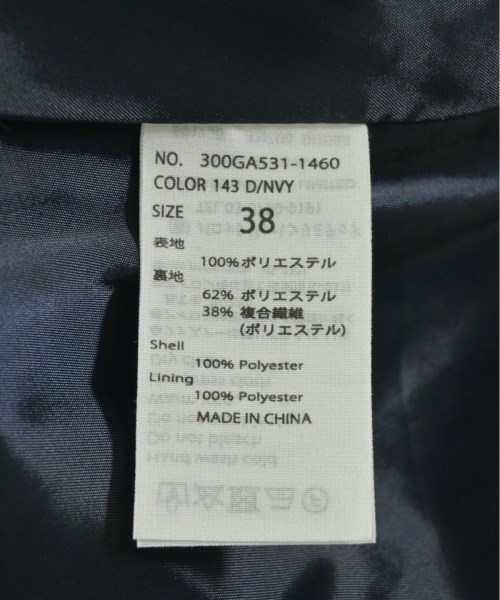 NO. 300GA531-1460
COLOR 143 D/NVY
SIZE 38
表地
100%ポリエステル
裏地
62% ポリエステル
38% 複合繊維
(ポリエステル)
Shell
100% Polyester
Lining
100% Polyester
MADE IN CHINA